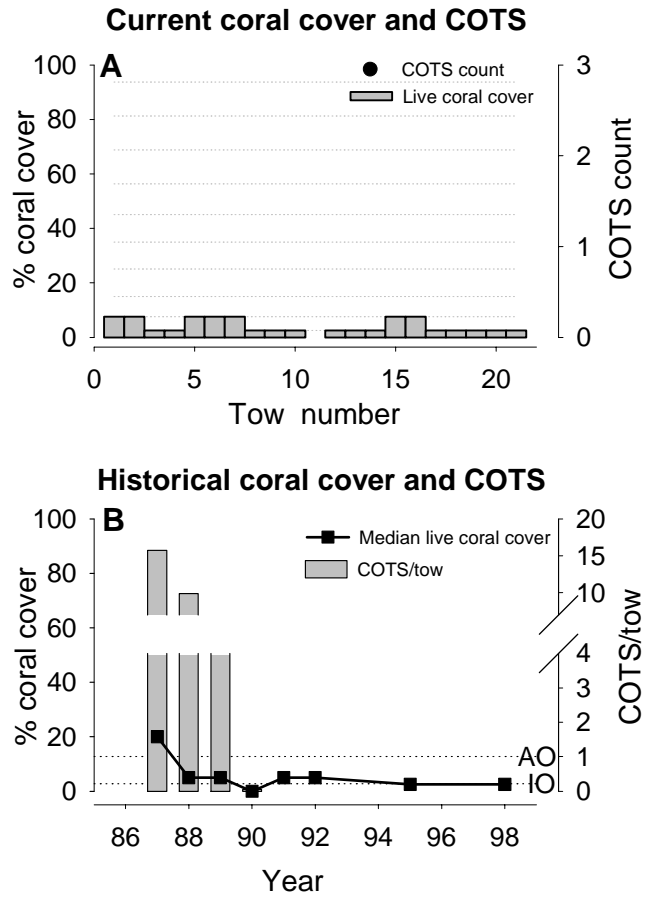 Current coral cover and COTS
A
COTS count
Live coral cover
% coral cover
100
80
60
40
20
0
COTS count
3
2
1
0
0 5 10 15 20
Tow number
Historical coral cover and COTS
B
Median live coral cover
COTS/tow
% coral cover
100
80
60
40
20
0
COTS/tow
20
15
10
4
3
2
1
0
AO
IO
86 88 90 92 94 96 98
Year